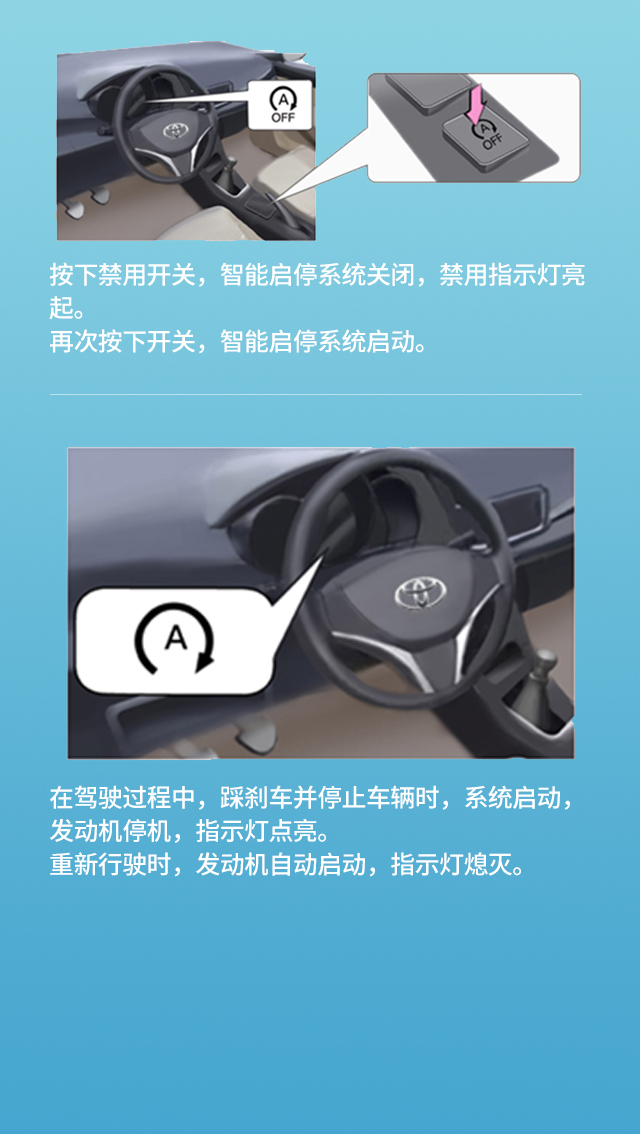 A
OFF
A
OFF
按下禁用开关，智能启停系统关闭，禁用指示灯亮
起。
再次按下开关，智能启停系统启动。
A
在驾驶过程中，踩刹车并停止车辆时，系统启动，
发动机停机，指示灯点亮。
重新行驶时，发动机自动启动，指示灯熄灭。